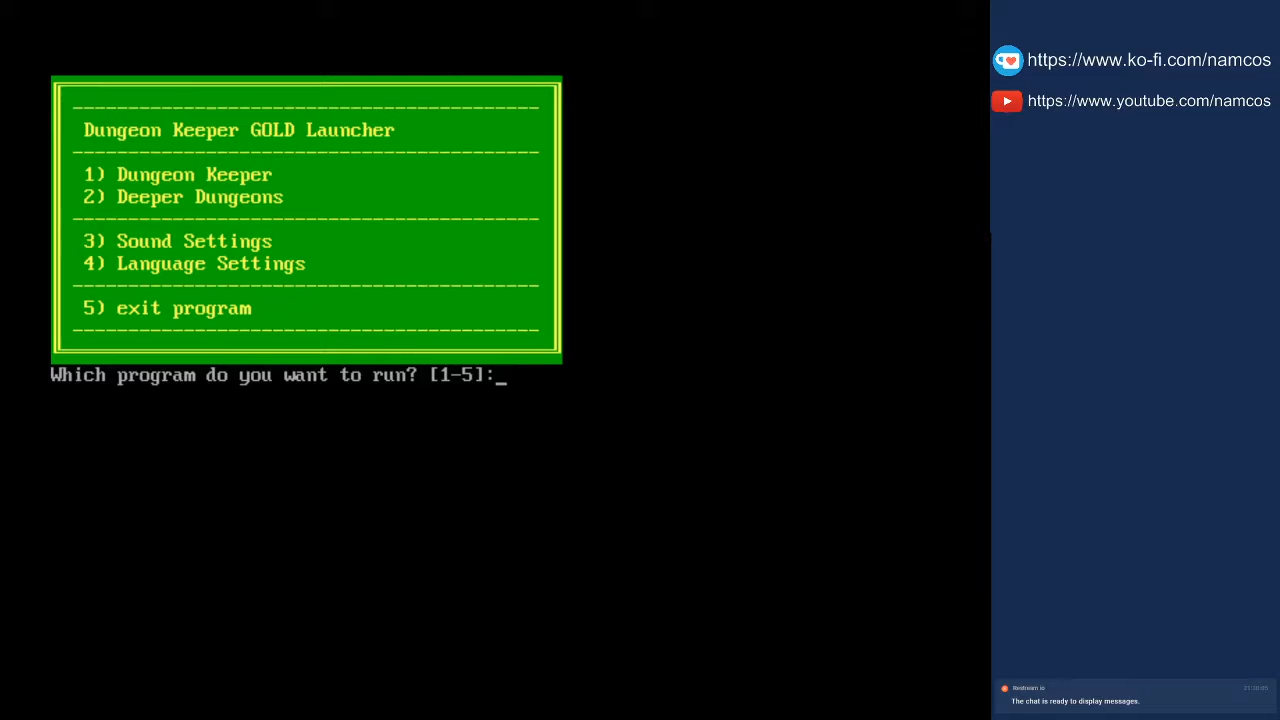 Dungeon Keeper GOLD Launcher
1) Dungeon Keeper
2) Deeper Dungeons
3) Sound Settings
4) Language Settings
5) exit program
Which program do you want to run? [1-5]:_
https://www.ko-fi.com/namcos
https://www.youtube.com/namcos
Restream.io
The chat is ready to display messages.